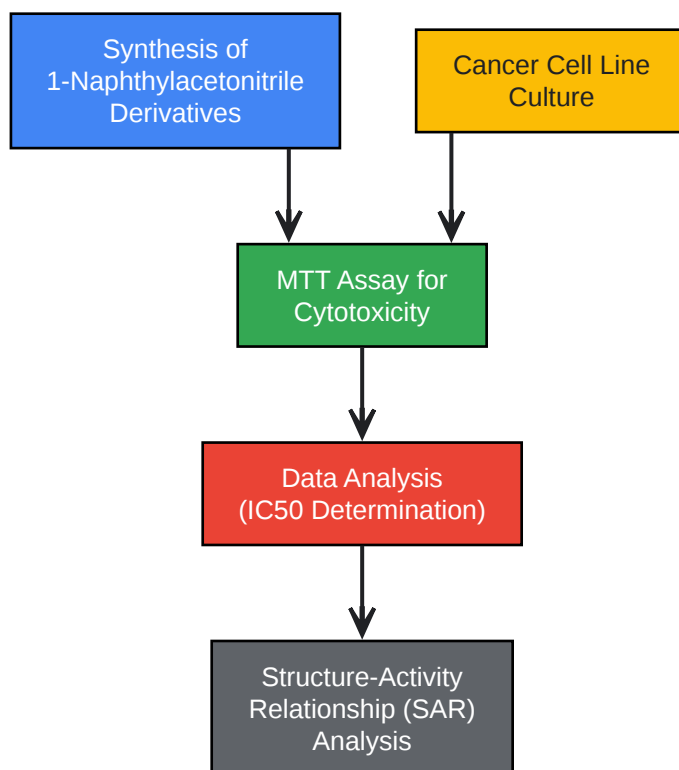 Synthesis of
1-Naphthylacetonitrile
Derivatives
Cancer Cell Line
Culture
MTT Assay for
Cytotoxicity
Data Analysis
(IC50 Determination)
Structure-Activity
Relationship (SAR)
Analysis